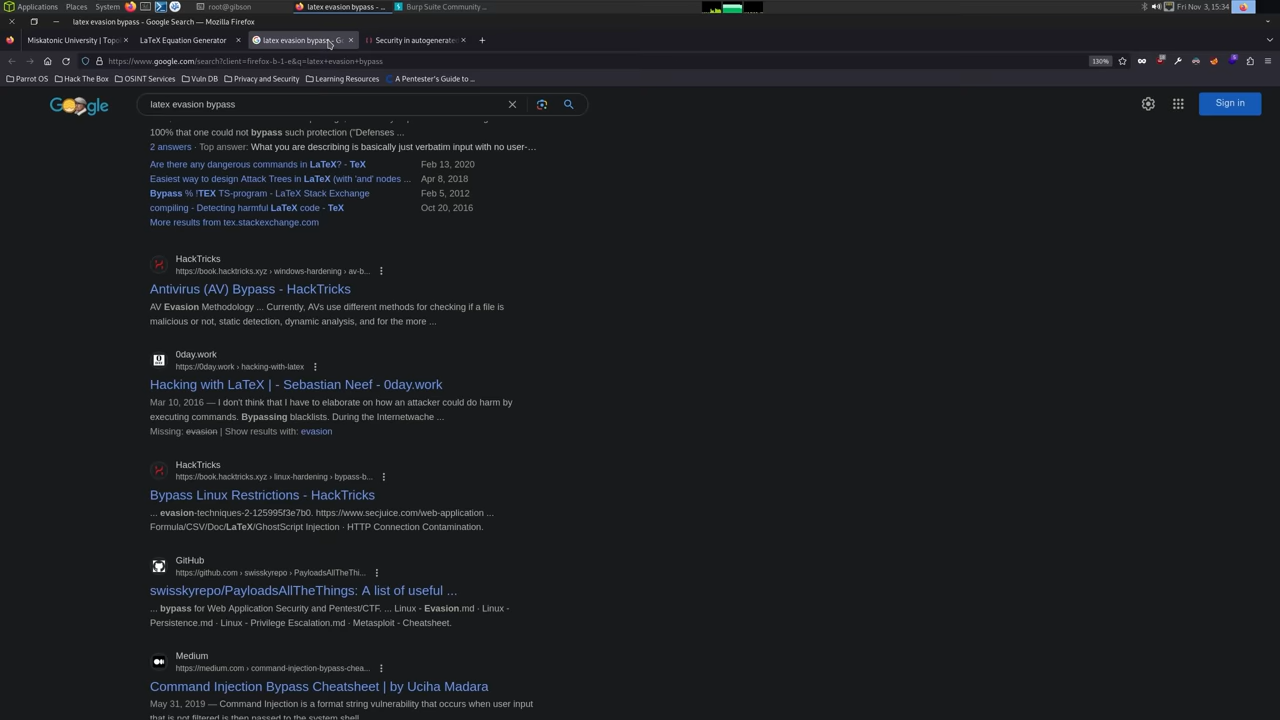 Applications Places System root@gibson latex evasion bypass - ... Burp Suite Community ... Fri Nov 3, 15:34
latex evasion bypass - Google Search — Mozilla Firefox
Miskatonic University | Topo LaTeX Equation Generator latex evasion bypass - G Security in autogenerate
https://www.google.com/search?client=firefox-b-1-e&q=latex+evasion+bypass 130%
Parrot OS Hack The Box OSINT Services Vuln DB Privacy and Security Learning Resources A Pentester's Guide to ...
Google latex evasion bypass Sign in
100% that one could not bypass such protection ("Defenses ...
2 answers · Top answer: What you are describing is basically just verbatim input with no user-…
Are there any dangerous commands in LaTeX? - TeX Feb 13, 2020
Easiest way to design Attack Trees in LaTeX (with 'and' nodes ... Apr 8, 2018
Bypass % !TEX TS-program - LaTeX Stack Exchange Feb 5, 2012
compiling - Detecting harmful LaTeX code - TeX Oct 20, 2016
More results from tex.stackexchange.com
HackTricks
https://book.hacktricks.xyz › windows-hardening › av-b...
Antivirus (AV) Bypass - HackTricks
AV Evasion Methodology ... Currently, AVs use different methods for checking if a file is
malicious or not, static detection, dynamic analysis, and for the more ...
0day.work
https://0day.work › hacking-with-latex
Hacking with LaTeX | - Sebastian Neef - 0day.work
Mar 10, 2016 — I don't think that I have to elaborate on how an attacker could do harm by
executing commands. Bypassing blacklists. During the Internetwache ...
Missing: evasion | Show results with: evasion
HackTricks
https://book.hacktricks.xyz › linux-hardening › bypass-b...
Bypass Linux Restrictions - HackTricks
... evasion-techniques-2-125995f3e7b0. https://www.secjuice.com/web-application ...
Formula/CSV/Doc/LaTeX/GhostScript Injection · HTTP Connection Contamination.
GitHub
https://github.com › swisskyrepo › PayloadsAllTheThi...
swisskyrepo/PayloadsAllTheThings: A list of useful ...
... bypass for Web Application Security and Pentest/CTF. ... Linux - Evasion.md · Linux -
Persistence.md · Linux - Privilege Escalation.md · Metasploit - Cheatsheet.
Medium
https://medium.com › command-injection-bypass-chea...
Command Injection Bypass Cheatsheet | by Uciha Madara
May 31, 2019 — Command Injection is a format string vulnerability that occurs when user input
that is not filtered is then passed to the system shell.